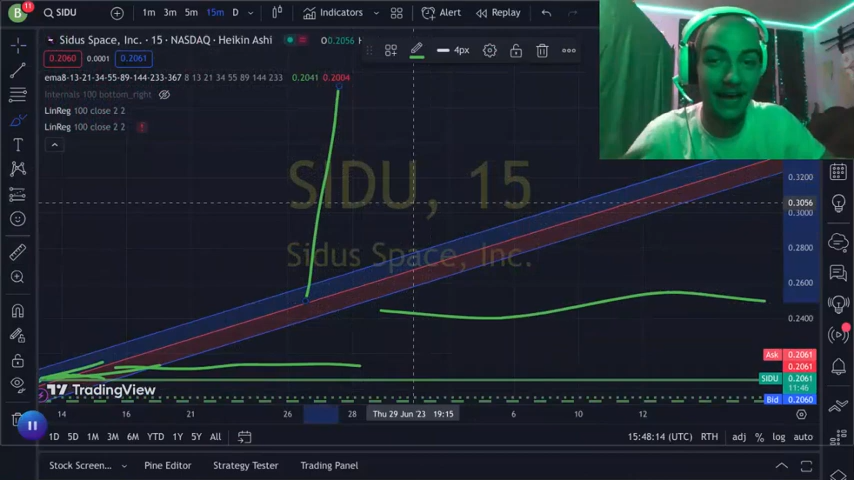 B 11 SIDU 1m 3m 5m 15m D Indicators Alert Replay
Sidus Space, Inc. · 15 · NASDAQ · Heikin Ashi O0.2056 H
4px
0.2060 0.0001 0.2061
ema8-13-21-34-55-89-144-233-367 8 13 21 34 55 89 144 233 0.2041 0.2004
Internals 100 bottom_right
LinReg 100 close 2 2
LinReg 100 close 2 2 !
SIDU, 15
Sidus Space, Inc.
0.3200
0.3056
0.3000
0.2800
0.2600
0.2400
Ask 0.2061
0.2061
SIDU 0.2061
11:46
Bid 0.2060
TradingView
14 16 21 26 28 Thu 29 Jun '23 19:15 6 10 12
1D 5D 1M 3M 6M YTD 1Y 5Y All 15:48:14 (UTC) RTH adj % log auto
Stock Screen... Pine Editor Strategy Tester Trading Panel